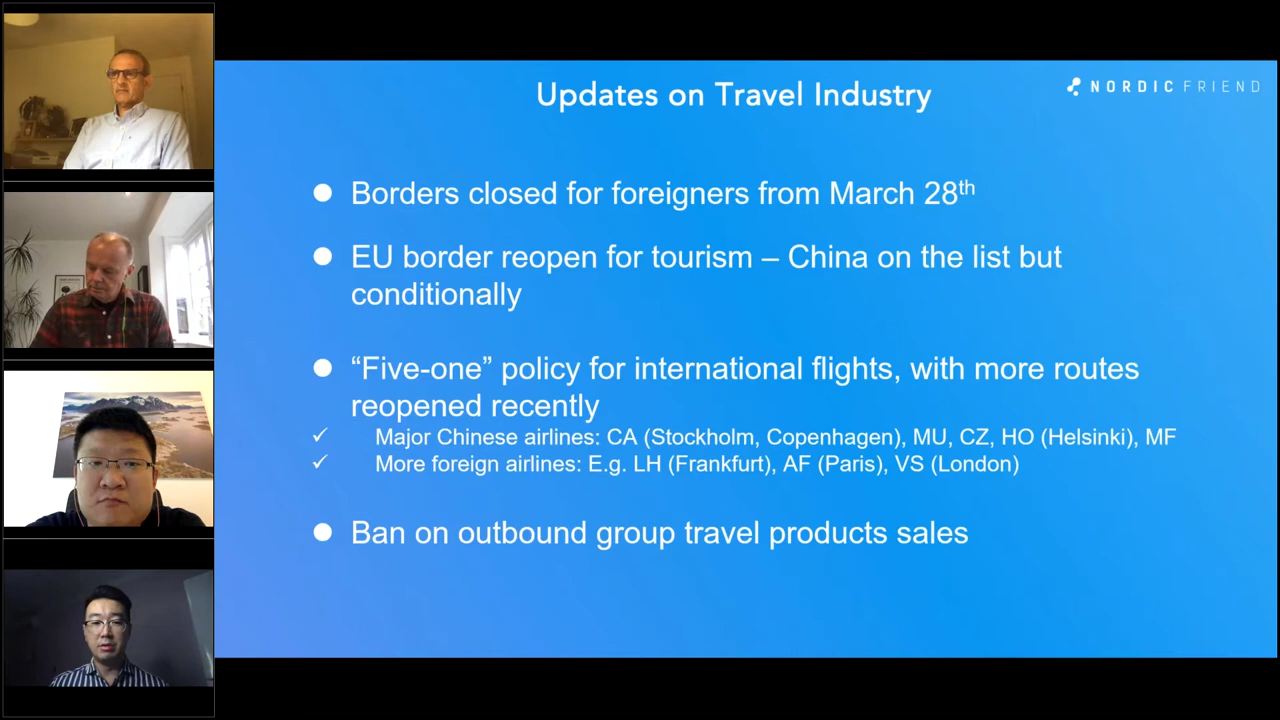 Updates on Travel Industry
NORDIC FRIEND
Borders closed for foreigners from March 28th
EU border reopen for tourism – China on the list but
conditionally
“Five-one” policy for international flights, with more routes
reopened recently
Major Chinese airlines: CA (Stockholm, Copenhagen), MU, CZ, HO (Helsinki), MF
More foreign airlines: E.g. LH (Frankfurt), AF (Paris), VS (London)
Ban on outbound group travel products sales